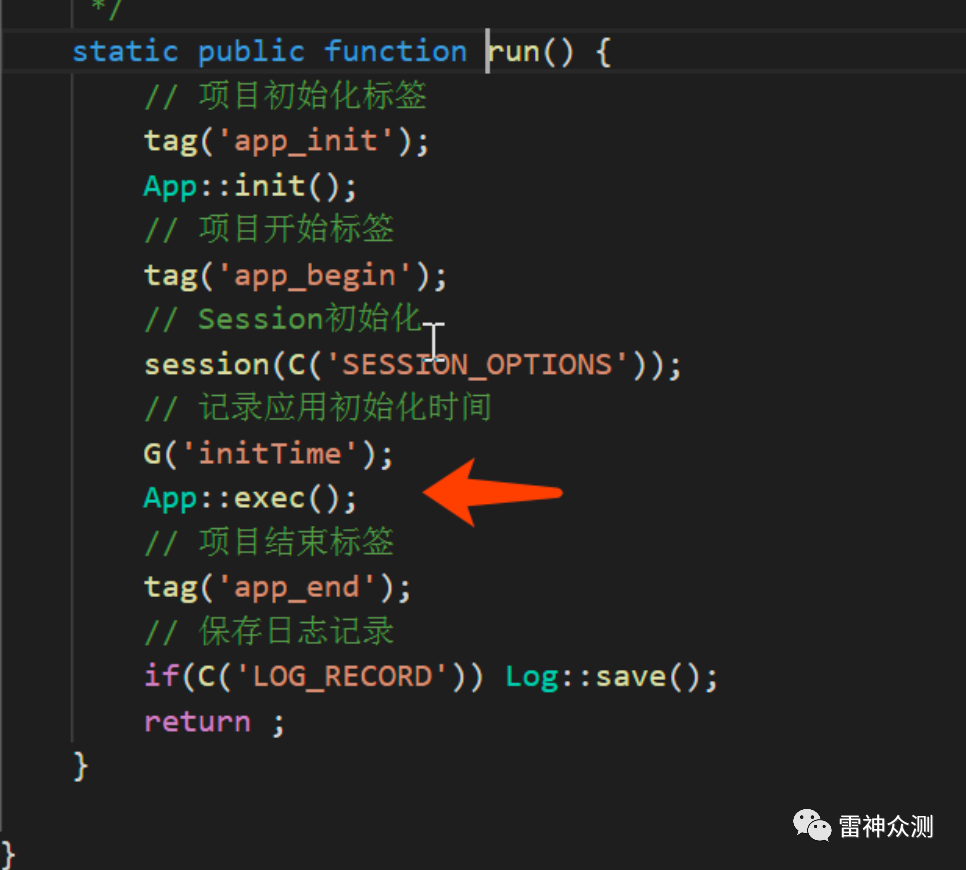 */
static public function run() {
// 项目初始化标签
tag('app_init');
App::init();
// 项目开始标签
tag('app_begin');
// Session初始化
session(C('SESSION_OPTIONS'));
// 记录应用初始化时间
G('initTime');
App::exec();
// 项目结束标签
tag('app_end');
// 保存日志记录
if(C('LOG_RECORD')) Log::save();
return ;
}
}
雷神众测